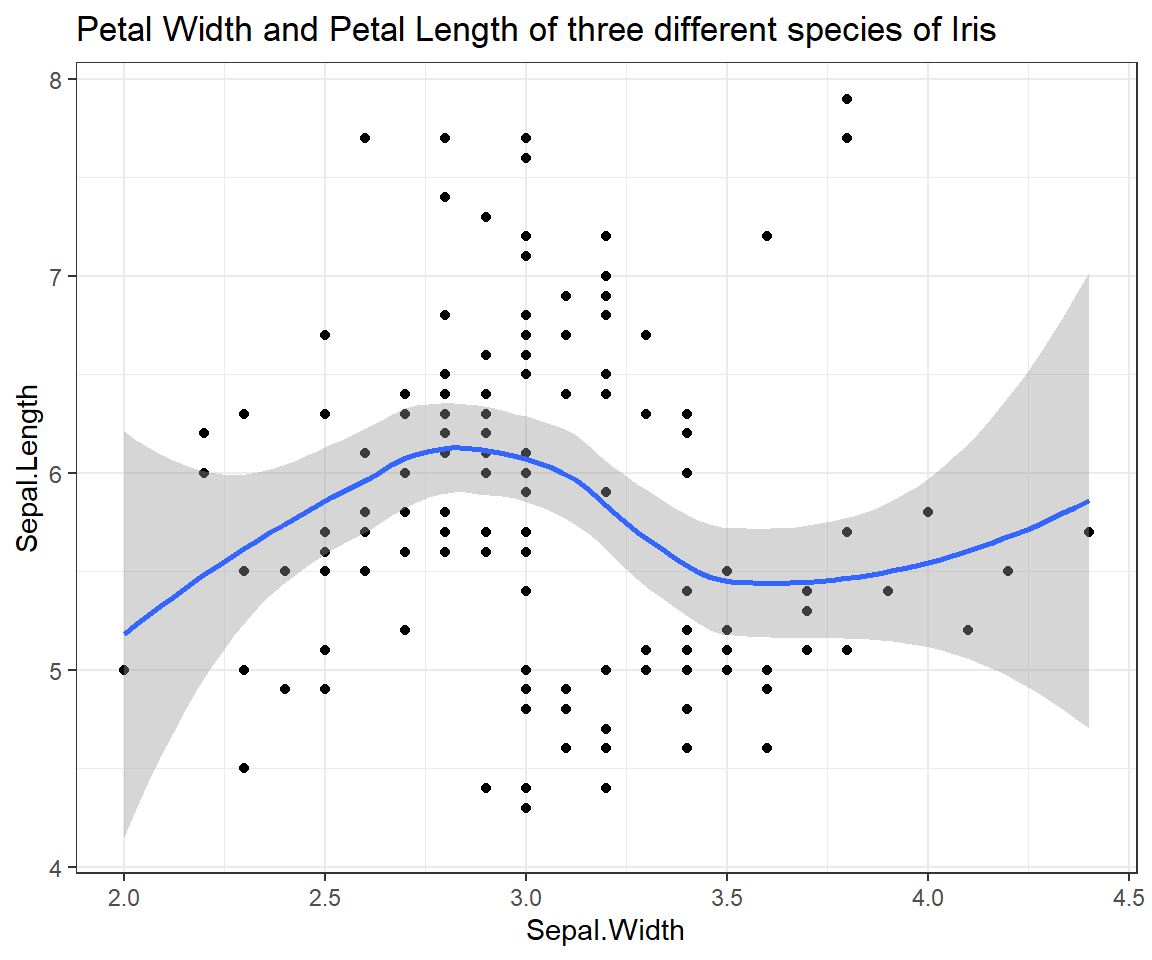 Petal Width and Petal Length of three different species of Iris
8
7
6
5
4
Sepal.Length
2.0 2.5 3.0 3.5 4.0 4.5
Sepal.Width